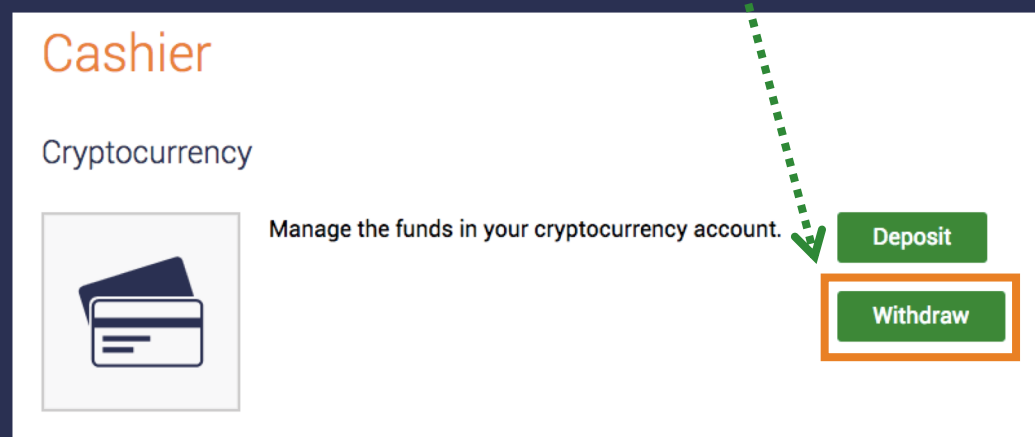 Cashier
Cryptocurrency
Manage the funds in your cryptocurrency account.
Deposit
Withdraw